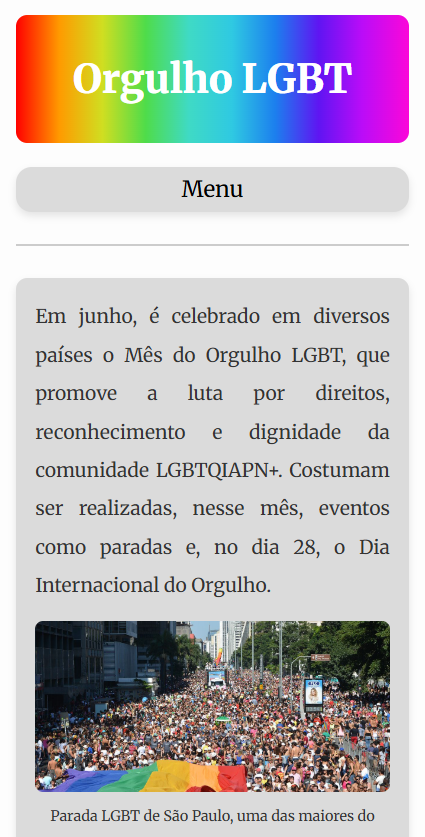 Orgulho LGBT
Menu
Em junho, é celebrado em diversos
países o Mês do Orgulho LGBT, que
promove a luta por direitos,
reconhecimento e dignidade da
comunidade LGBTQIAPN+. Costumam
ser realizadas, nesse mês, eventos
como paradas e, no dia 28, o Dia
Internacional do Orgulho.
Parada LGBT de São Paulo, uma das maiores do